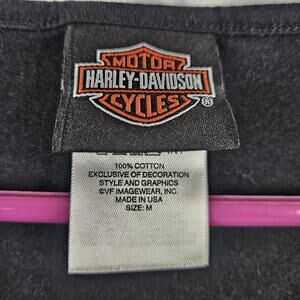 MOTOR
HARLEY-DAVIDSON
CYCLES
®
100% COTTON
EXCLUSIVE OF DECORATION
STYLE AND GRAPHICS
©VF IMAGEWEAR, INC.
MADE IN USA
SIZE: M